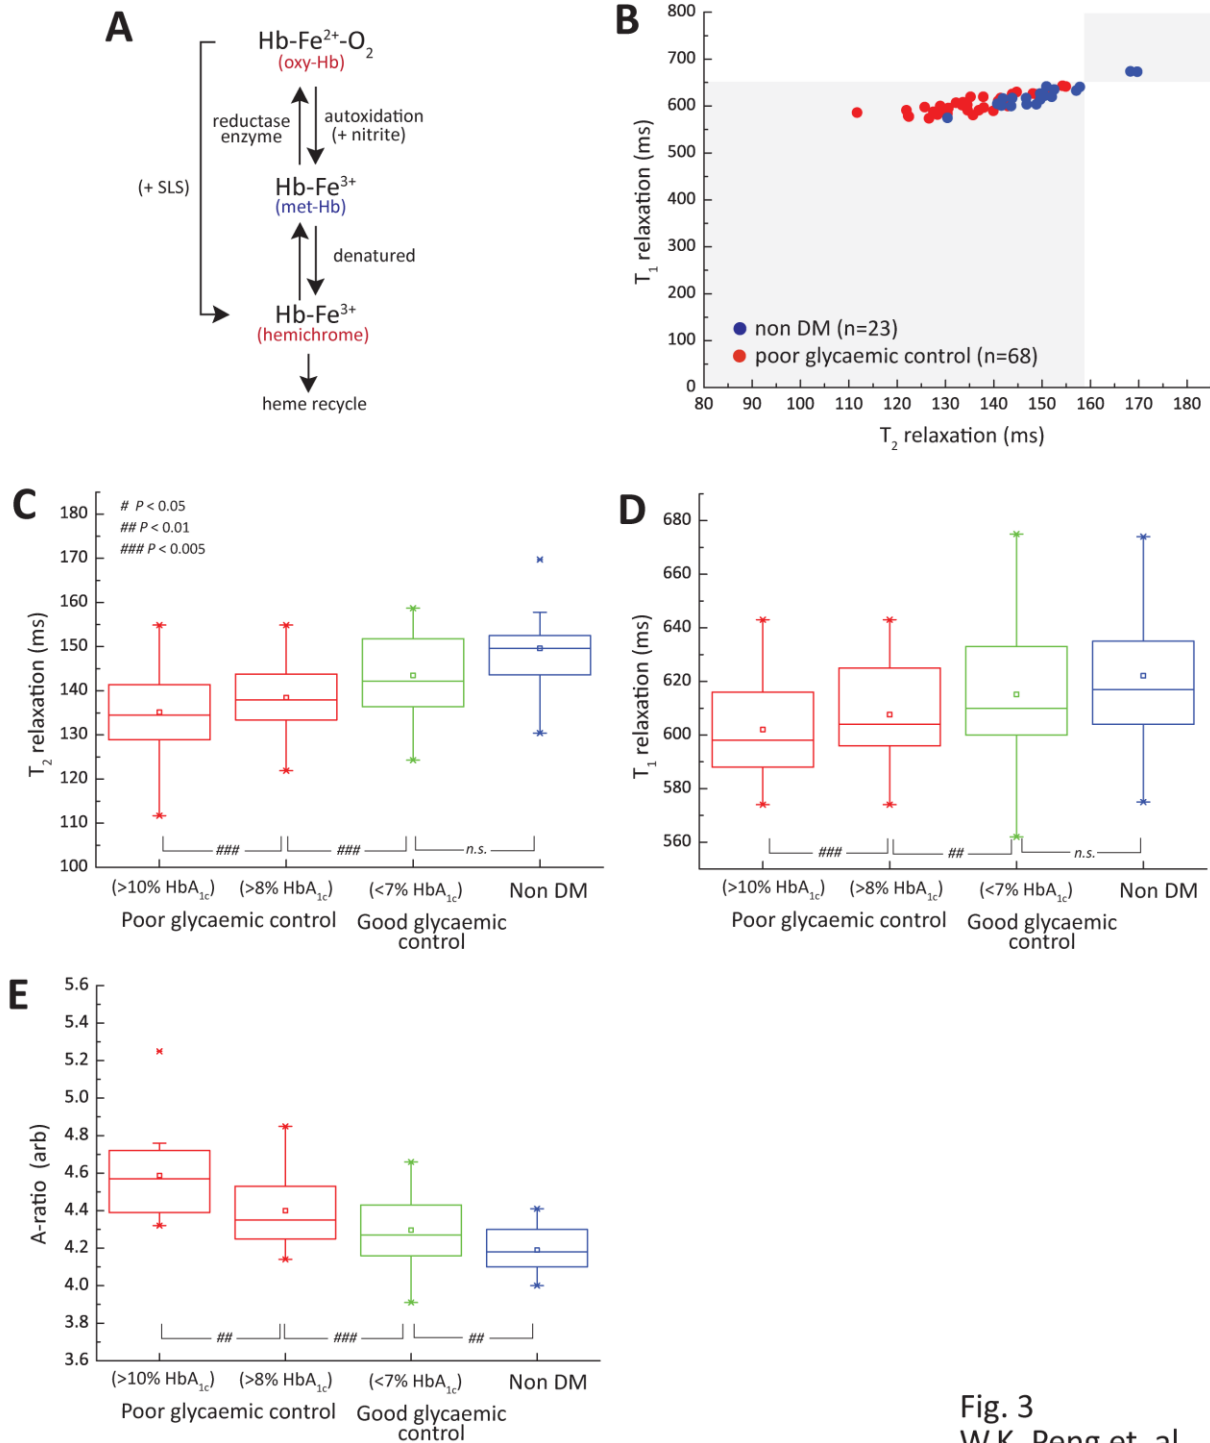 A
Hb-Fe2+-O2
(oxy-Hb)
reductase
enzyme
autoxidation
(+ nitrite)
(+ SLS)
Hb-Fe3+
(met-Hb)
denatured
Hb-Fe3+
(hemichrome)
heme recycle
B
800
700
600
500
400
300
200
100
0
T1 relaxation (ms)
non DM (n=23)
poor glycaemic control (n=68)
80 90 100 110 120 130 140 150 160 170 180
T2 relaxation (ms)
C
# P < 0.05
## P < 0.01
### P < 0.005
180
170
160
150
140
130
120
110
100
T2 relaxation (ms)
### ### n.s.
(>10% HbA1c) (>8% HbA1c) (<7% HbA1c) Non DM
Poor glycaemic control Good glycaemic
control
D
680
660
640
620
600
580
560
T1 relaxation (ms)
### ## n.s.
(>10% HbA1c) (>8% HbA1c) (<7% HbA1c) Non DM
Poor glycaemic control Good glycaemic
control
E
5.6
5.4
5.2
5.0
4.8
4.6
4.4
4.2
4.0
3.8
3.6
A-ratio (arb)
## ### ##
(>10% HbA1c) (>8% HbA1c) (<7% HbA1c) Non DM
Poor glycaemic control Good glycaemic
control
Fig. 3
W.K. Peng et. al